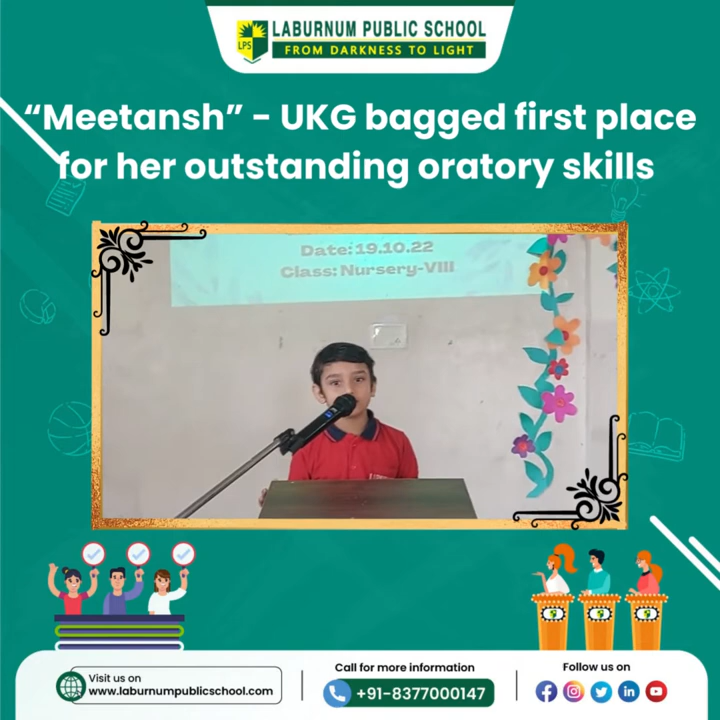 LPS
LABURNUM PUBLIC SCHOOL
FROM DARKNESS TO LIGHT
“Meetansh” - UKG bagged first place
for her outstanding oratory skills
Date: 19.10.22
Class: Nursery-VIII
Visit us on
www.laburnumpublicschool.com
Call for more information
+91-8377000147
Follow us on